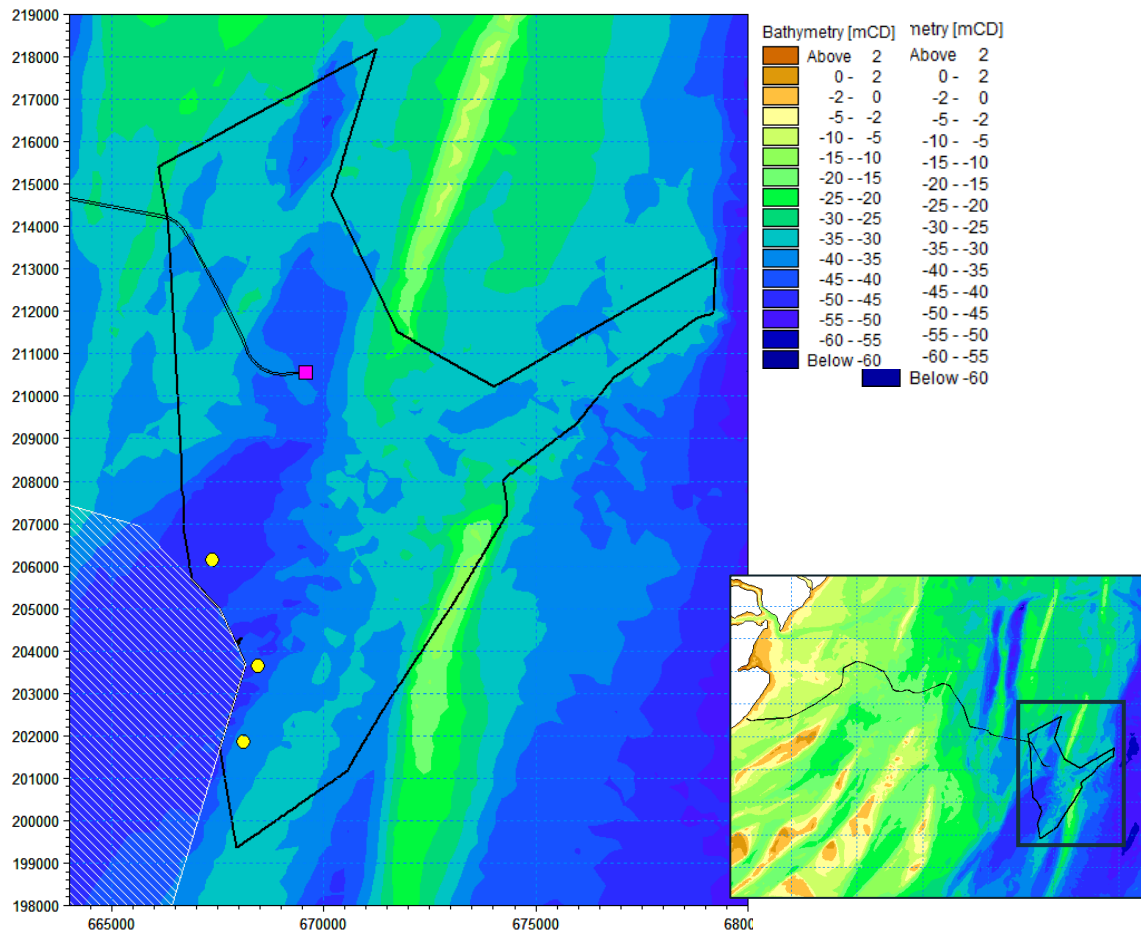 219000
218000
217000
216000
215000
214000
213000
212000
211000
210000
209000
208000
207000
206000
205000
204000
203000
202000
201000
200000
199000
198000
665000
670000
675000
6800
Bathymetry [mCD]
Above 2
0 - 2
-2 - 0
-5 - -2
-10 - -5
-15 - -10
-20 - -15
-25 - -20
-30 - -25
-35 - -30
-40 - -35
-45 - -40
-50 - -45
-55 - -50
-60 - -55
Below -60
metry [mCD]
Above 2
0 - 2
-2 - 0
-5 - -2
-10 - -5
-15 - -10
-20 - -15
-25 - -20
-30 - -25
-35 - -30
-40 - -35
-45 - -40
-50 - -45
-55 - -50
-60 - -55
Below -60